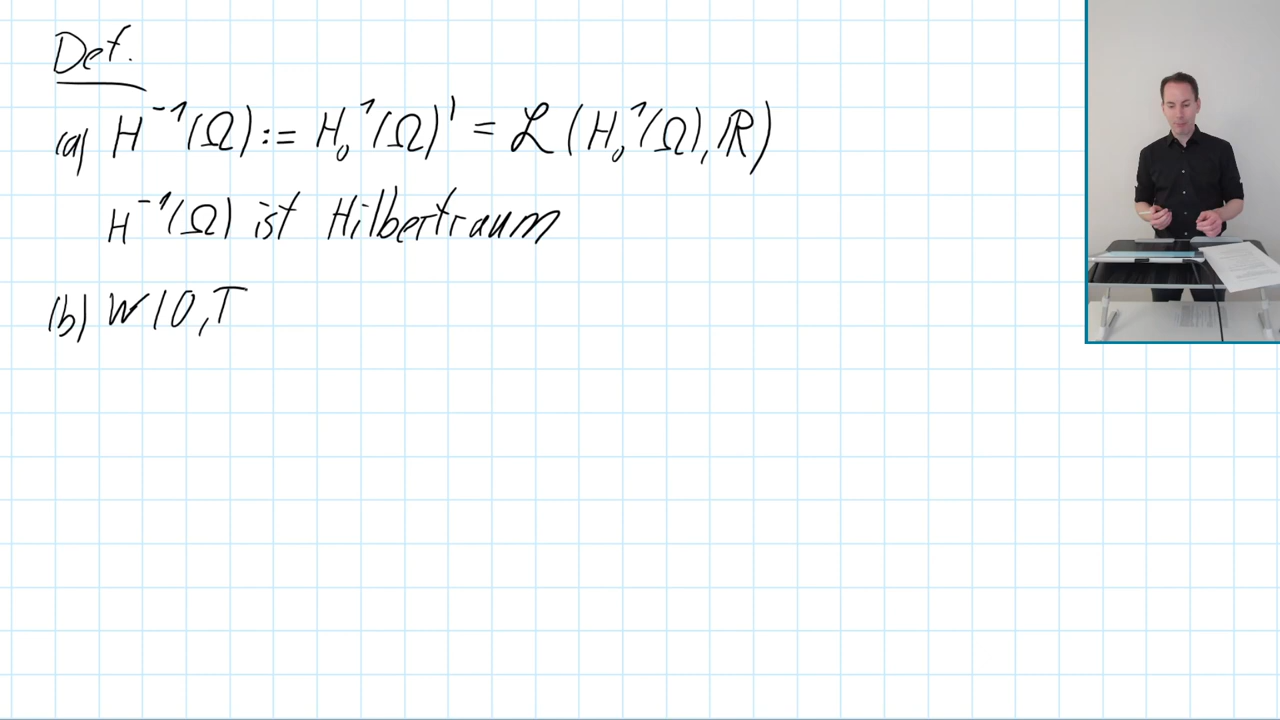 Def.
(a) H⁻¹(Ω) := H₀¹(Ω)' = ℒ(H₀¹(Ω), ℝ)
H⁻¹(Ω) ist Hilbertraum
(b) W(0,T